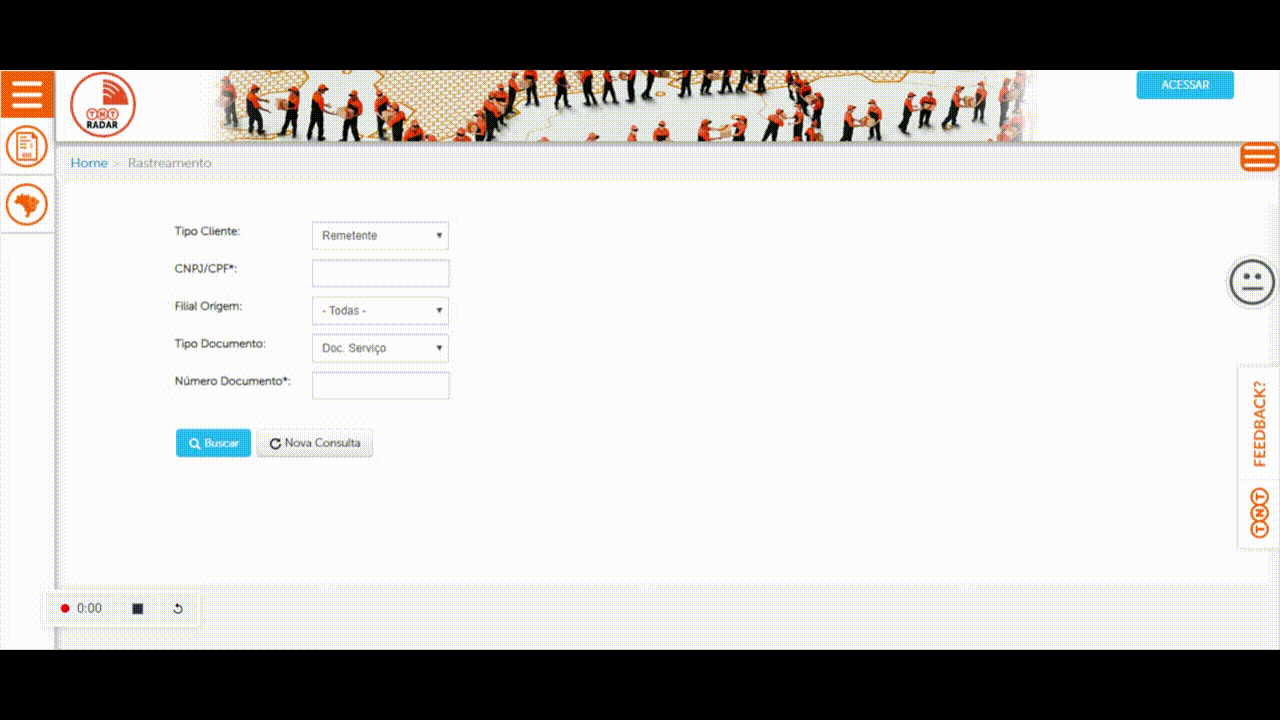 TNT
RADAR
ACESSAR
Home > Rastreamento
Tipo Cliente: Remetente
CNPJ/CPF*:
Filial Origem: - Todas -
Tipo Documento: Doc. Serviço
Número Documento*:
Buscar Nova Consulta
FEEDBACK?
TNT
0:00